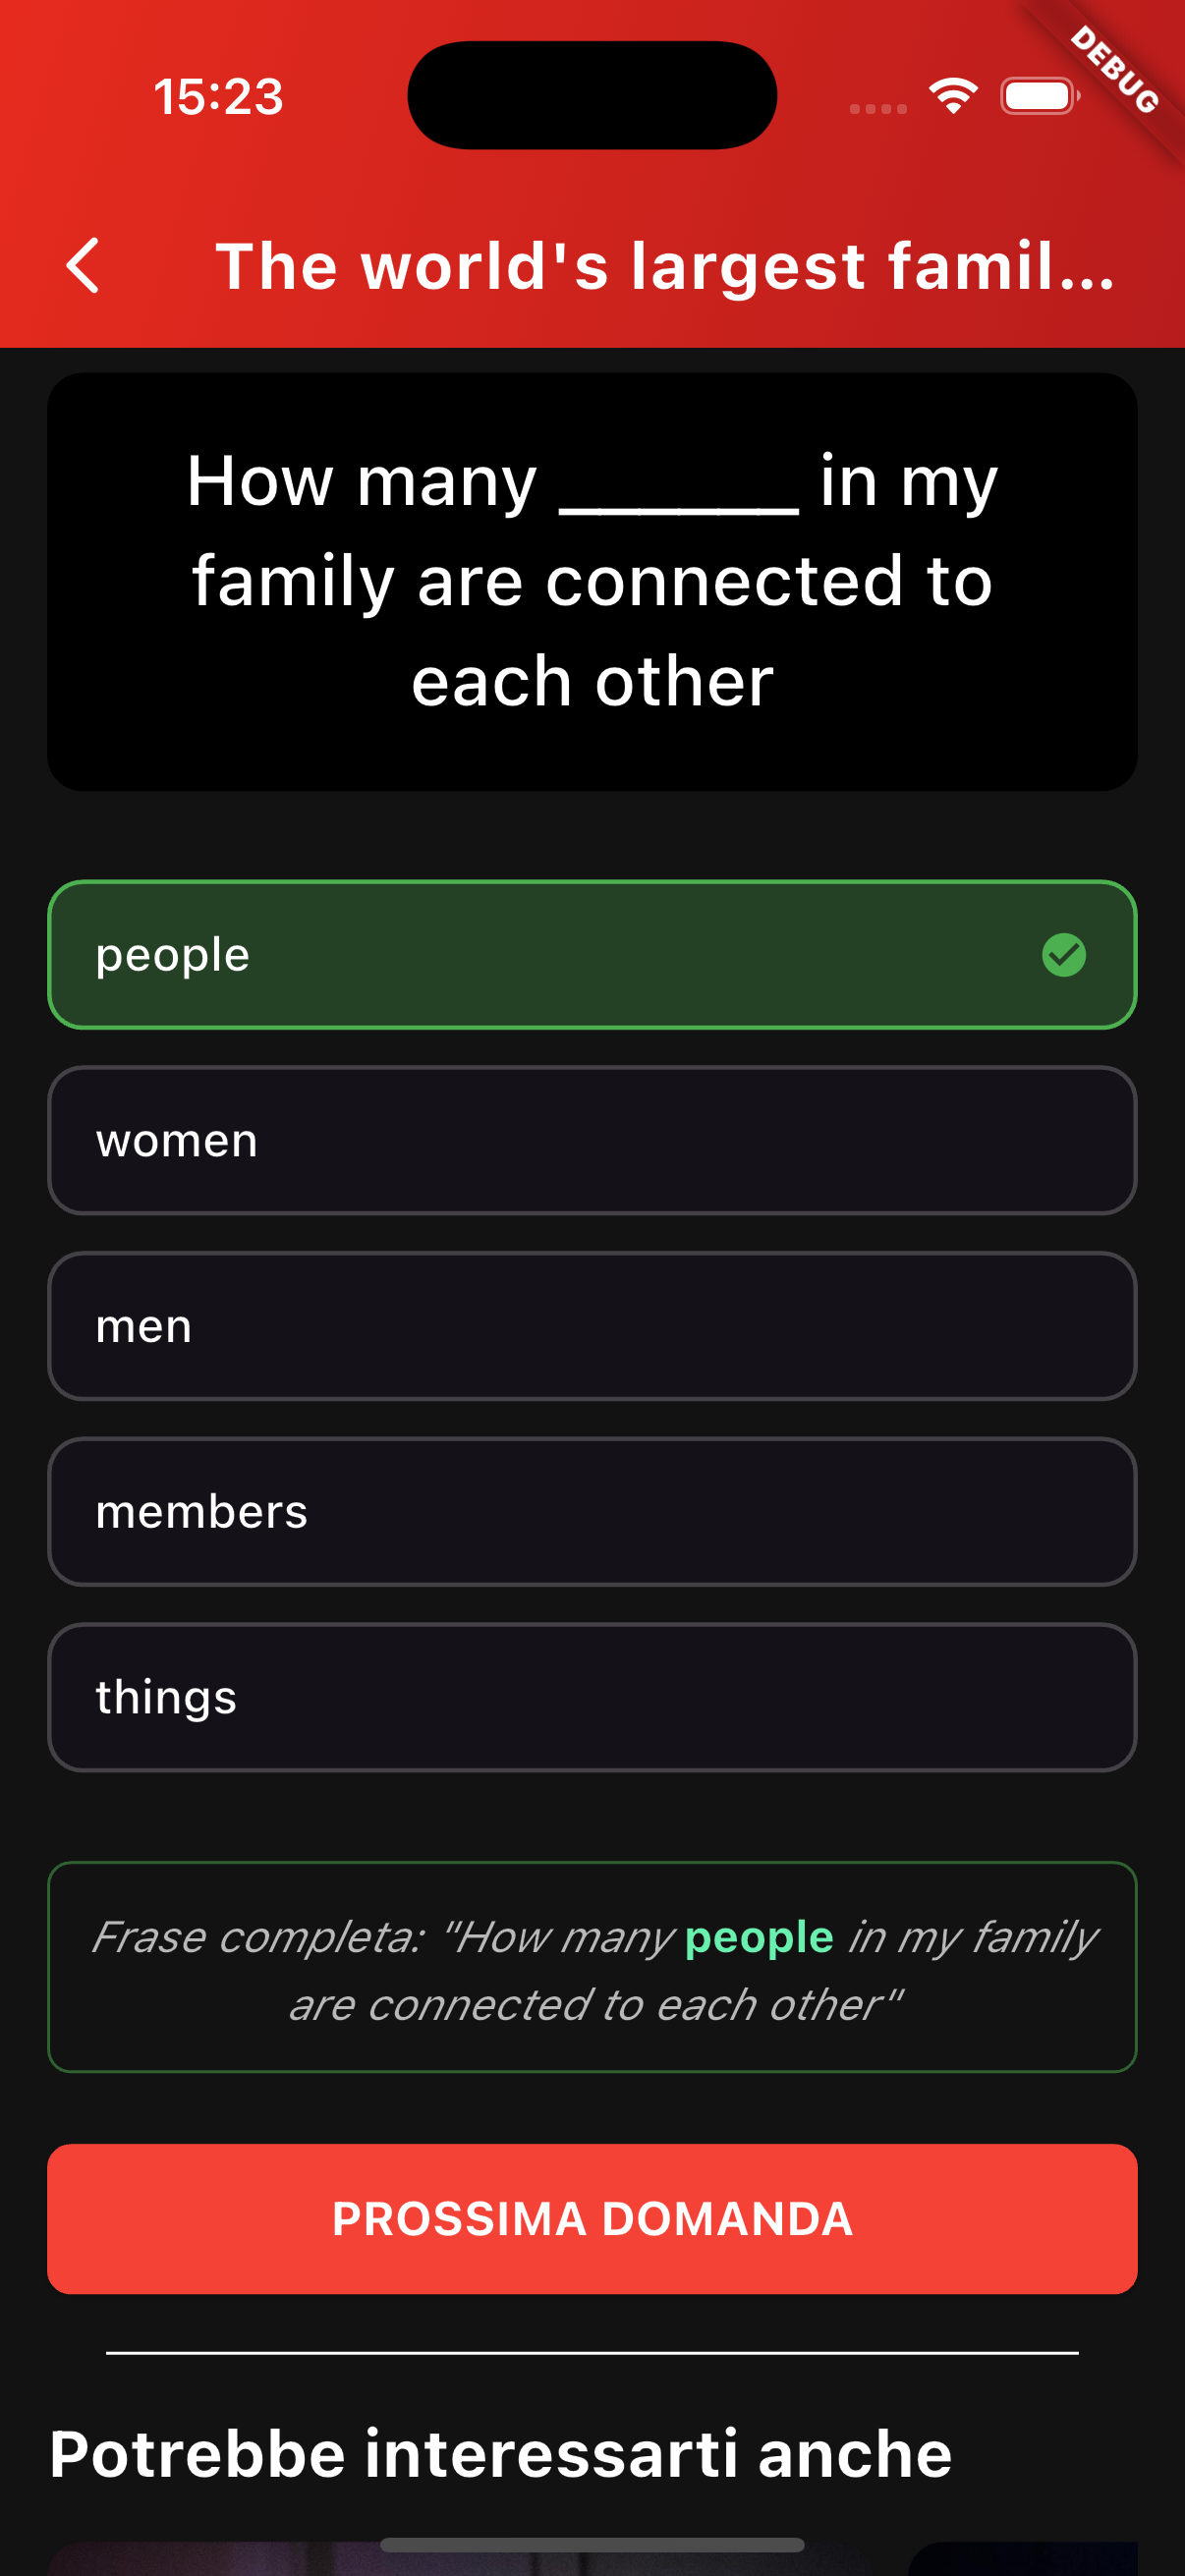 15:23
DEBUG
The world's largest famil...
How many ______ in my
family are connected to
each other
people
women
men
members
things
Frase completa: "How many people in my family
are connected to each other"
PROSSIMA DOMANDA
Potrebbe interessarti anche